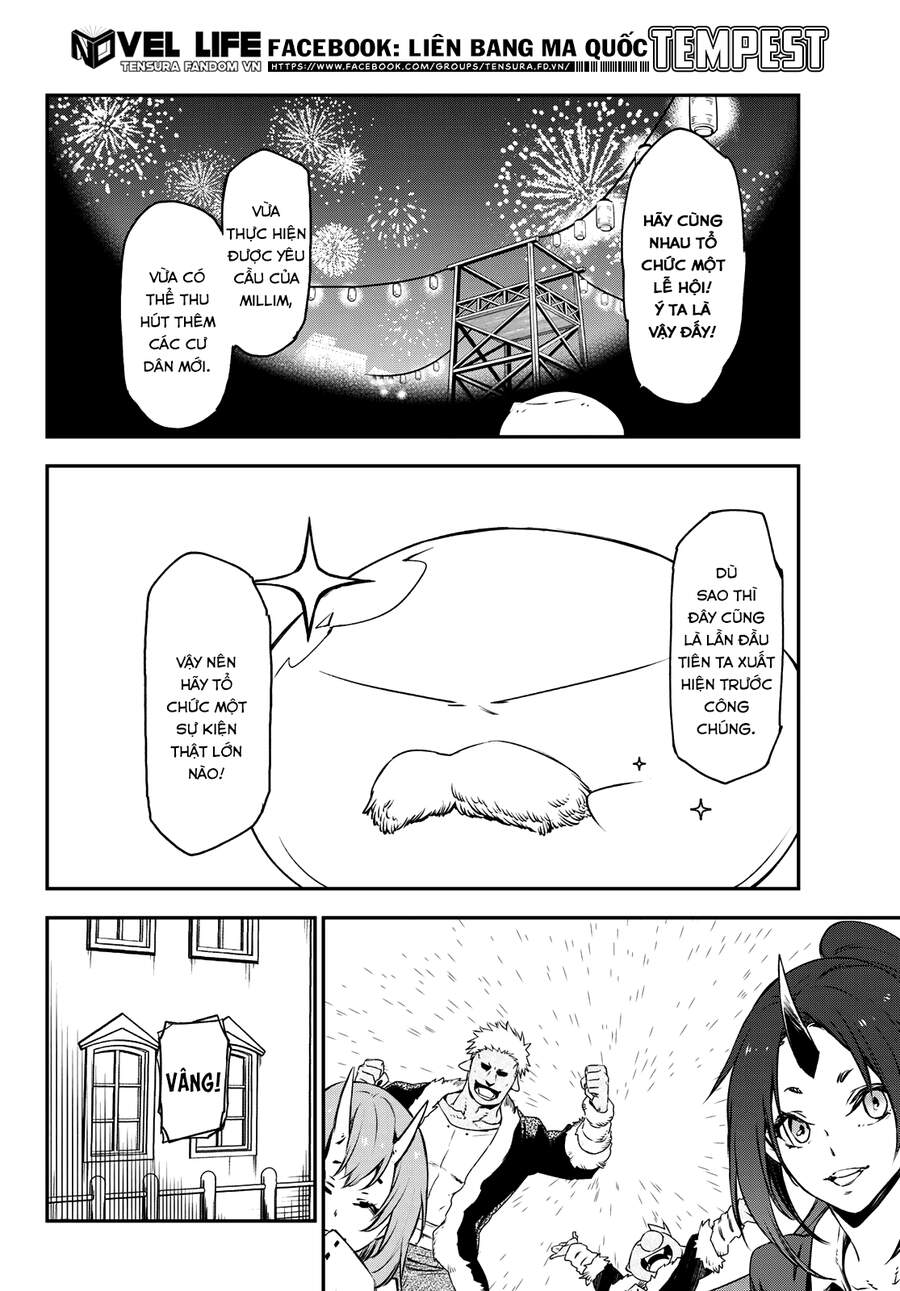 NOVEL LIFE
TENSURA FANDOM VN
FACEBOOK: LIÊN BANG MA QUỐC
HTTPS://WWW.FACEBOOK.COM/GROUPS/TENSURA.FD.VN/
TEMPEST
HÃY CÙNG
NHAU TỔ
CHỨC MỘT
LỄ HỘI!
Ý TA LÀ
VẬY ĐẤY!
VỪA
THỰC HIỆN
ĐƯỢC YÊU
CẦU CỦA
MILLIM,
VỪA CÓ
THỂ THU
HÚT THÊM
CÁC CƯ
DÂN MỚI.
DÙ
SAO THÌ
ĐÂY CŨNG
LÀ LẦN ĐẦU
TIÊN TA XUẤT
HIỆN TRƯỚC
CÔNG
CHÚNG.
VẬY NÊN
HÃY TỔ
CHỨC MỘT
SỰ KIỆN
THẬT LỚN
NÀO!
VÂNG!